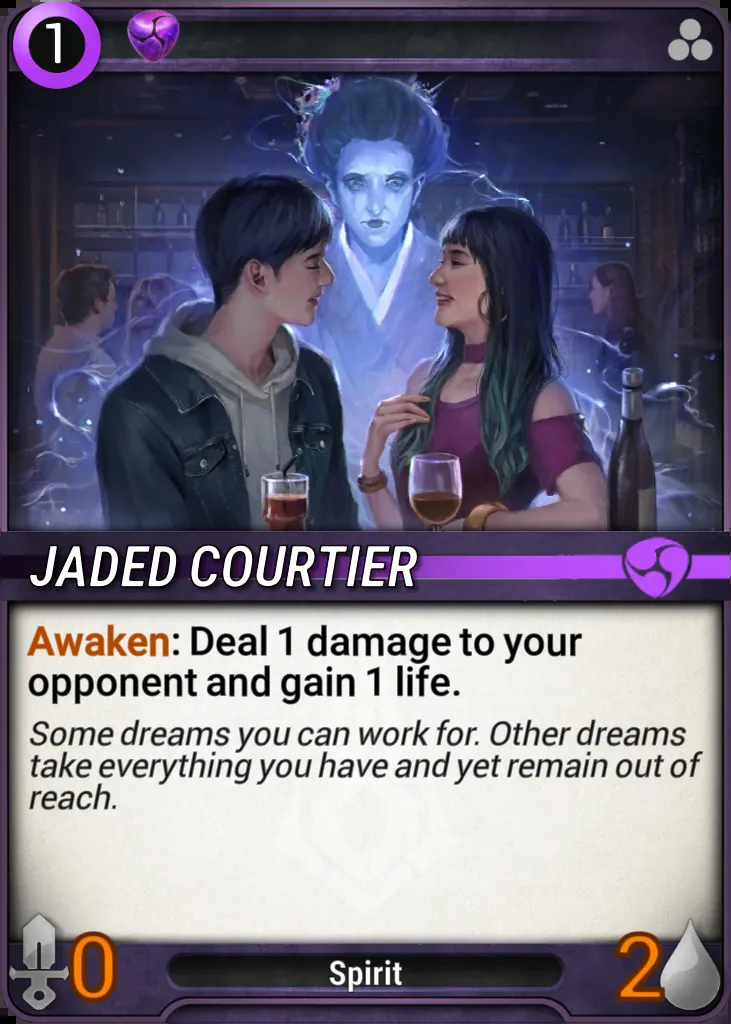 1
JADED COURTIER
Awaken: Deal 1 damage to your
opponent and gain 1 life.
Some dreams you can work for. Other dreams
take everything you have and yet remain out of
reach.
0
Spirit
2